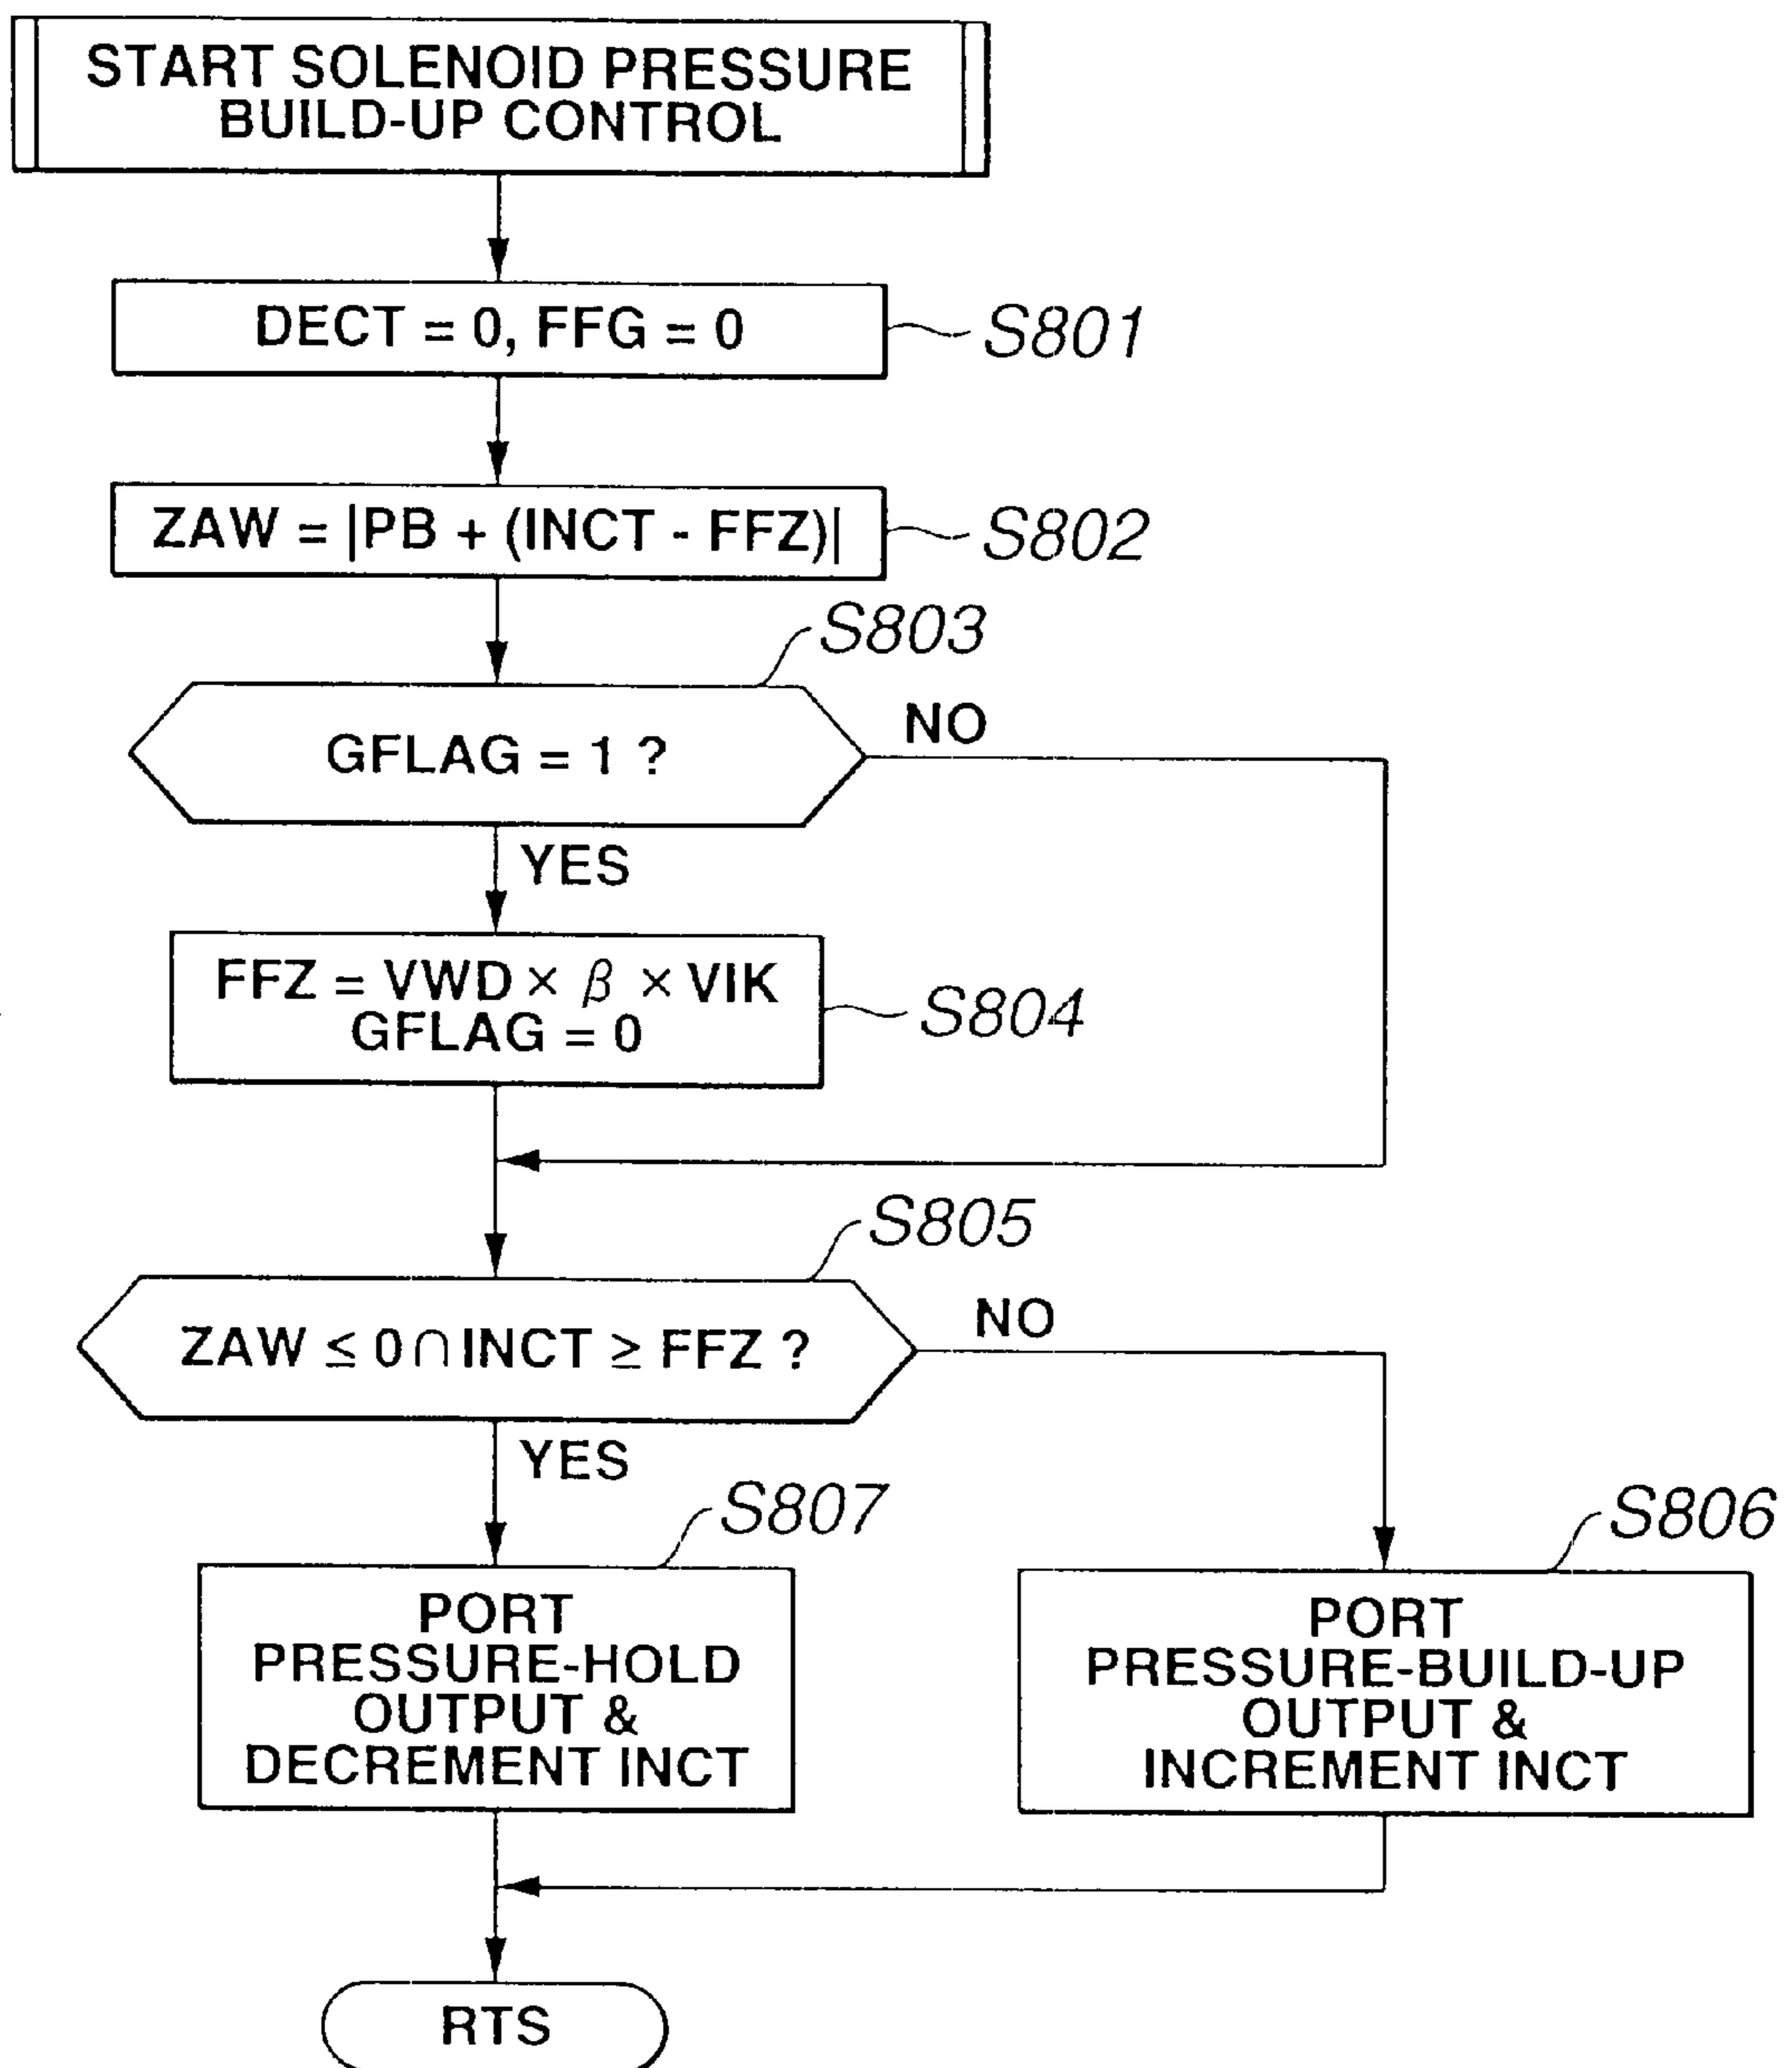 START SOLENOID PRESSURE
BUILD-UP CONTROL
DECT = 0, FFG = 0
S801
ZAW = |PB + (INCT - FFZ)|
S802
S803
GFLAG = 1 ?
NO
YES
FFZ = VWD × β × VIK
GFLAG = 0
S804
S805
ZAW ≤ 0 ∩ INCT ≥ FFZ ?
NO
YES
S807
PORT
PRESSURE-HOLD
OUTPUT &
DECREMENT INCT
S806
PORT
PRESSURE-BUILD-UP
OUTPUT &
INCREMENT INCT
RTS